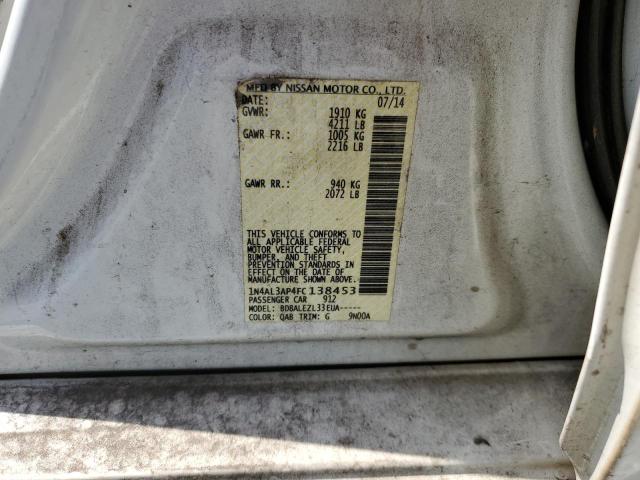 MFD BY NISSAN MOTOR CO., LTD.
DATE: 07/14
GVWR: 1910 KG
4211 LB
GAWR FR.: 1005 KG
2216 LB
GAWR RR.: 940 KG
2072 LB
THIS VEHICLE CONFORMS TO
ALL APPLICABLE FEDERAL
MOTOR VEHICLE SAFETY,
BUMPER, AND THEFT
PREVENTION STANDARDS IN
EFFECT ON THE DATE OF
MANUFACTURE SHOWN ABOVE.
1N4AL3AP4FC 138453
PASSENGER CAR 912
MODEL: BDBALEZL33EUA-----
COLOR: QAB TRIM: G 9N00A